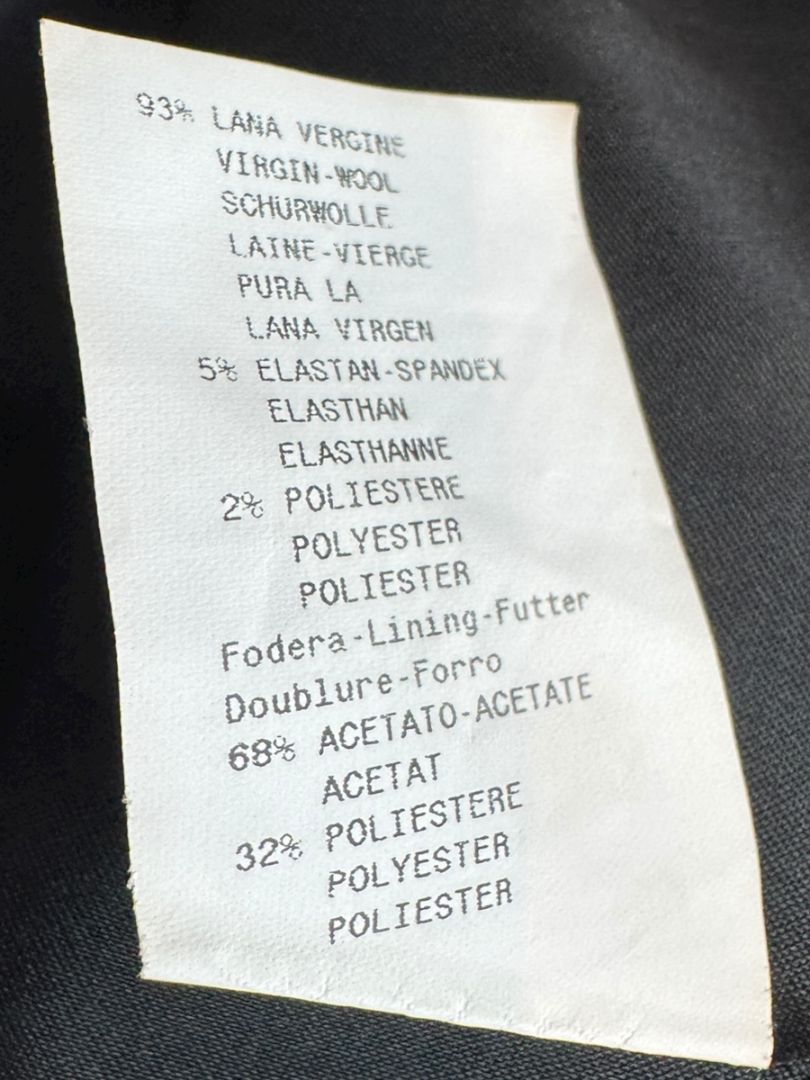 93% LANA VERGINE
VIRGIN-WOOL
SCHURWOLLE
LAINE-VIERGE
PURA LA
LANA VIRGEN
5% ELASTAN-SPANDEX
ELASTHAN
ELASTHANNE
2% POLIESTERE
POLYESTER
POLIESTER
Fodera-Lining-Futter
Doublure-Forro
68% ACETATO-ACETATE
ACETAT
32% POLIESTERE
POLYESTER
POLIESTER